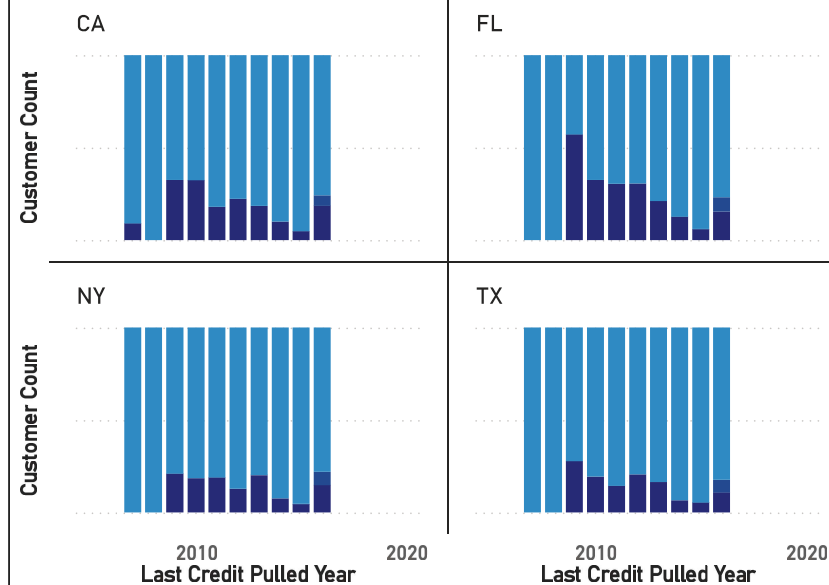 CA
FL
Customer Count
NY
TX
Customer Count
2010
2020
2010
2020
Last Credit Pulled Year
Last Credit Pulled Year